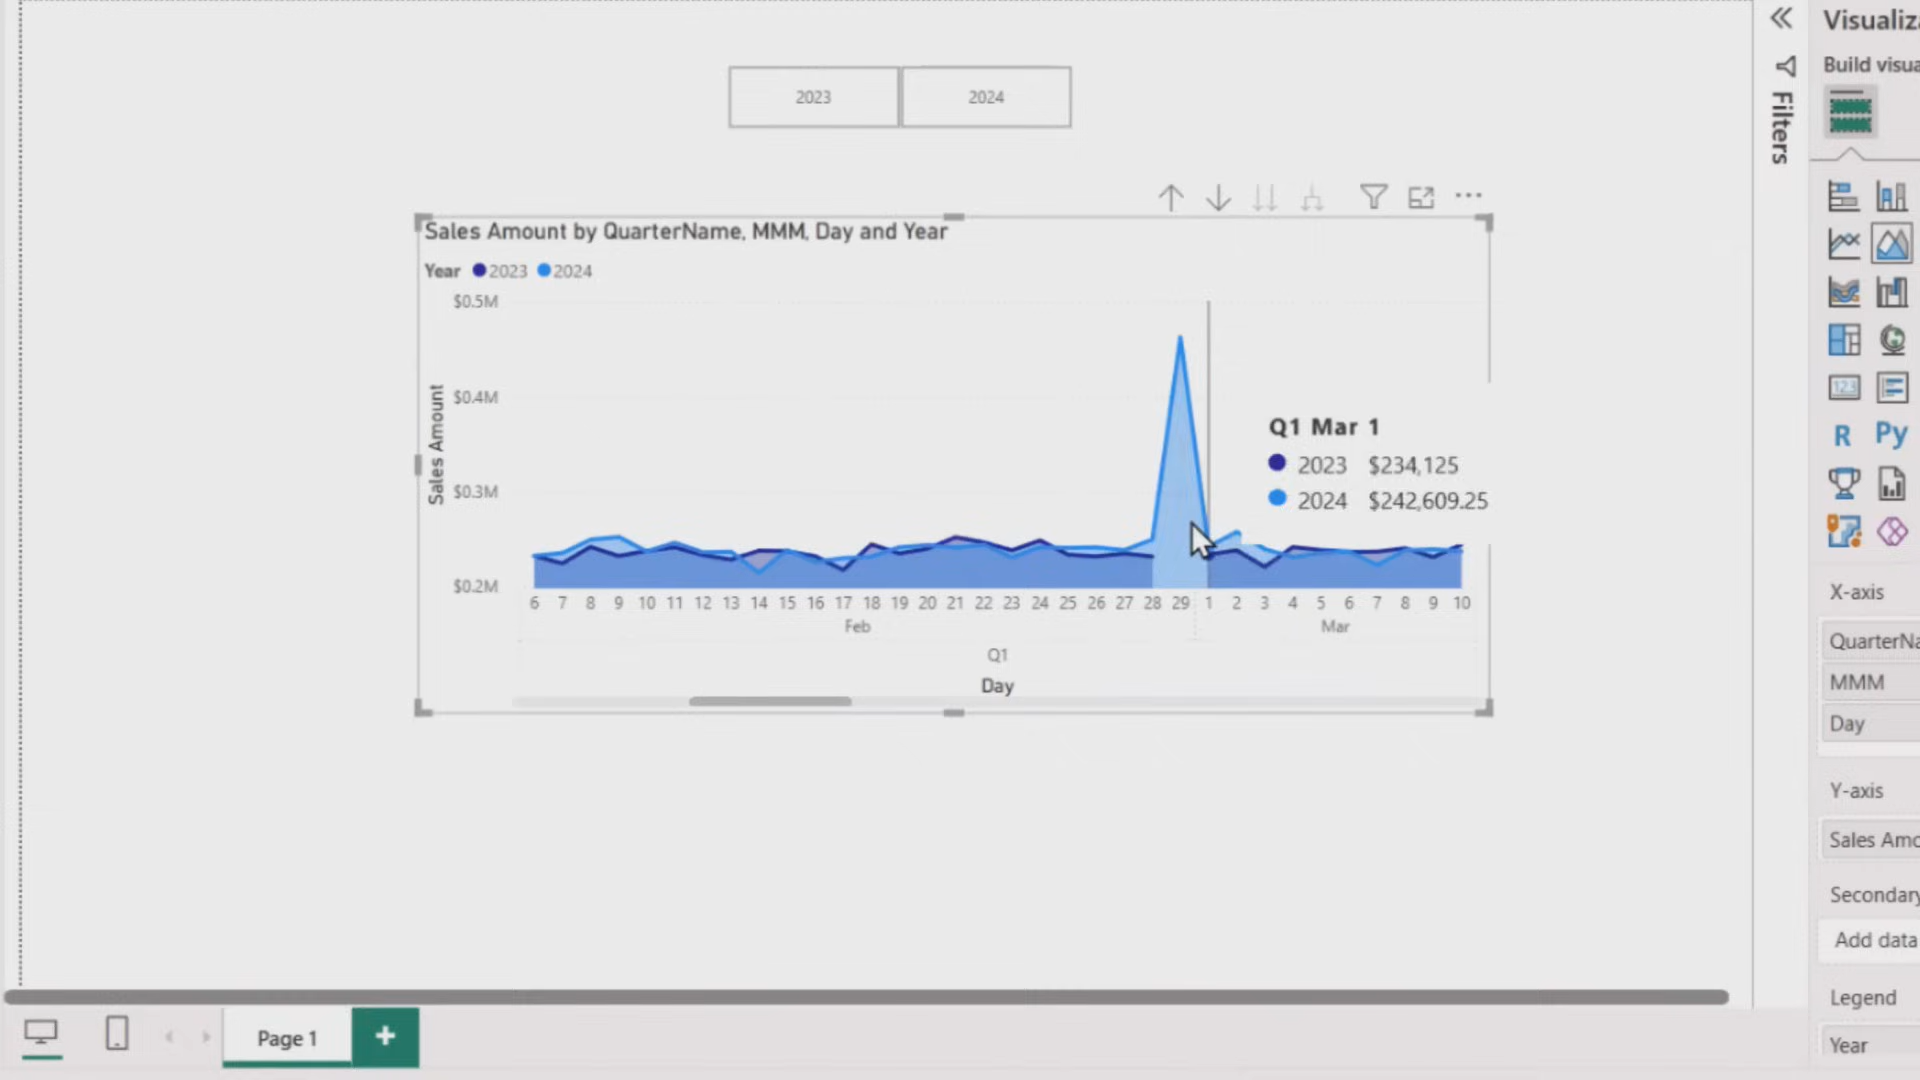 Visualiza
Build visua
Filters
2023
2024
Sales Amount by QuarterName, MMM, Day and Year
Year 2023 2024
$0.5M
$0.4M
$0.3M
$0.2M
Sales Amount
Q1 Mar 1
2023 $234,125
2024 $242,609.25
6 7 8 9 10 11 12 13 14 15 16 17 18 19 20 21 22 23 24 25 26 27 28 29 1 2 3 4 5 6 7 8 9 10
Feb Mar
Q1
Day
123
R Py
X-axis
QuarterNa
MMM
Day
Y-axis
Sales Amo
Secondary
Add data
Legend
Year
Page 1